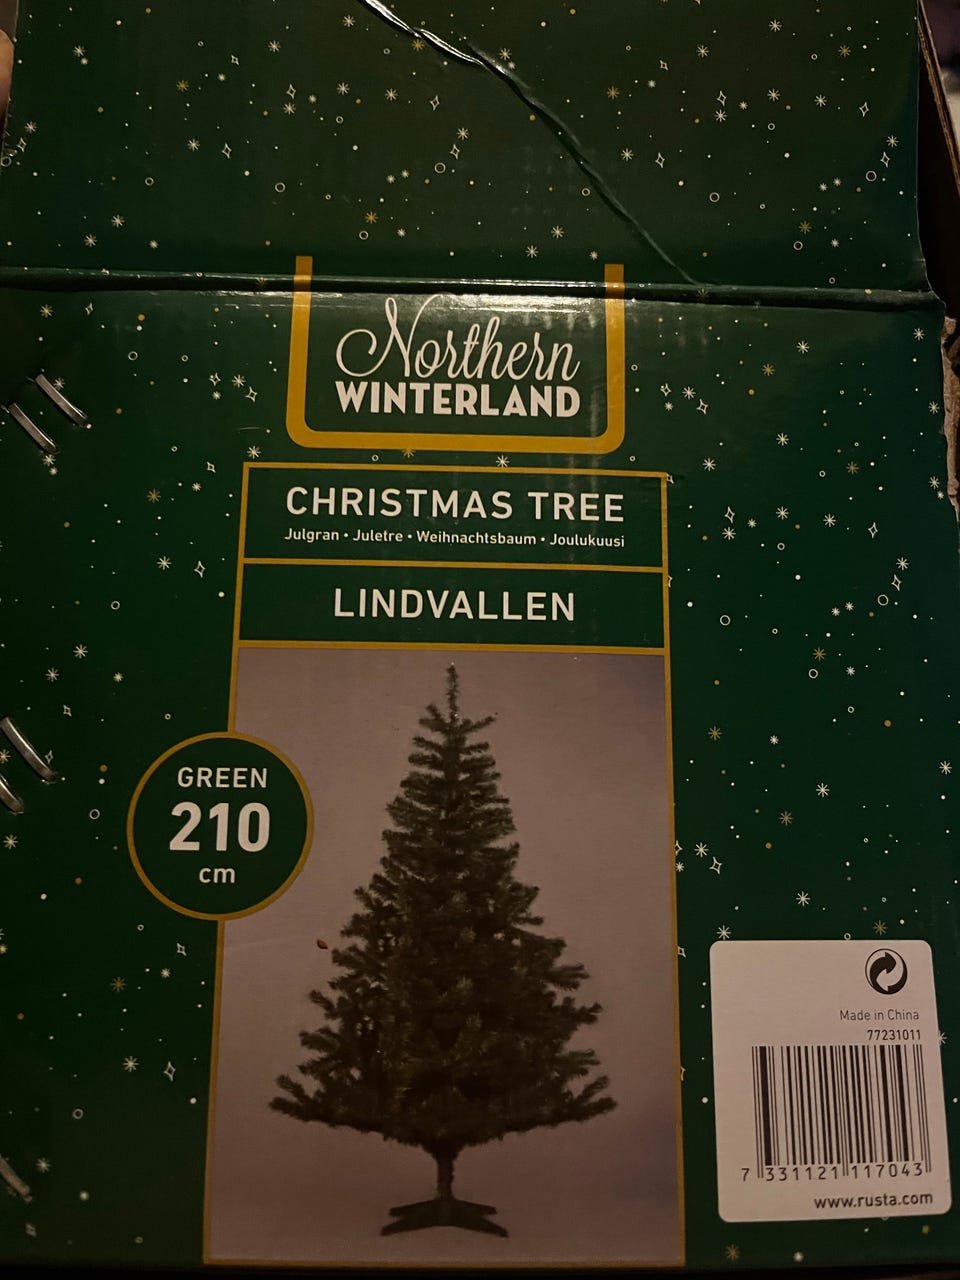 Northern
WINTERLAND
CHRISTMAS TREE
Julgran • Juletre • Weihnachtsbaum • Joulukuusi
LINDVALLEN
GREEN
210
cm
Made in China
77231011
7 331121 117043
www.rusta.com